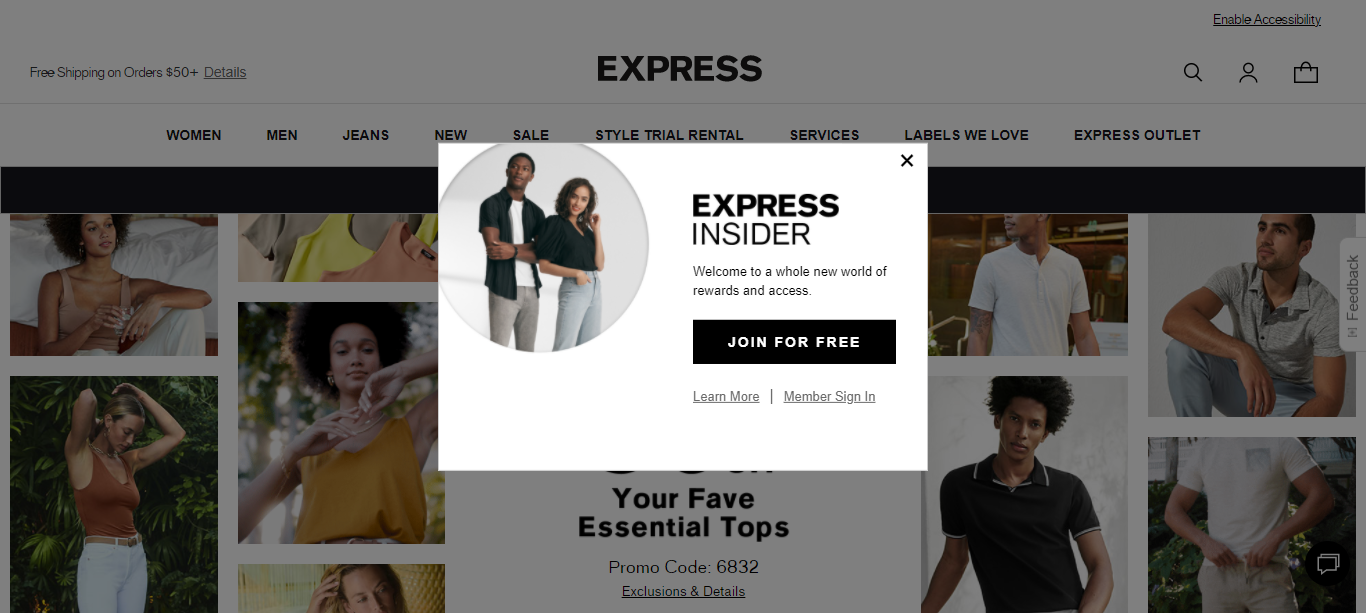 Enable Accessibility
Free Shipping on Orders $50+ Details
EXPRESS
WOMEN MEN JEANS NEW SALE STYLE TRIAL RENTAL SERVICES LABELS WE LOVE EXPRESS OUTLET
EXPRESS
INSIDER
Welcome to a whole new world of
rewards and access.
JOIN FOR FREE
Learn More | Member Sign In
Feedback
Your Fave
Essential Tops
Promo Code: 6832
Exclusions & Details